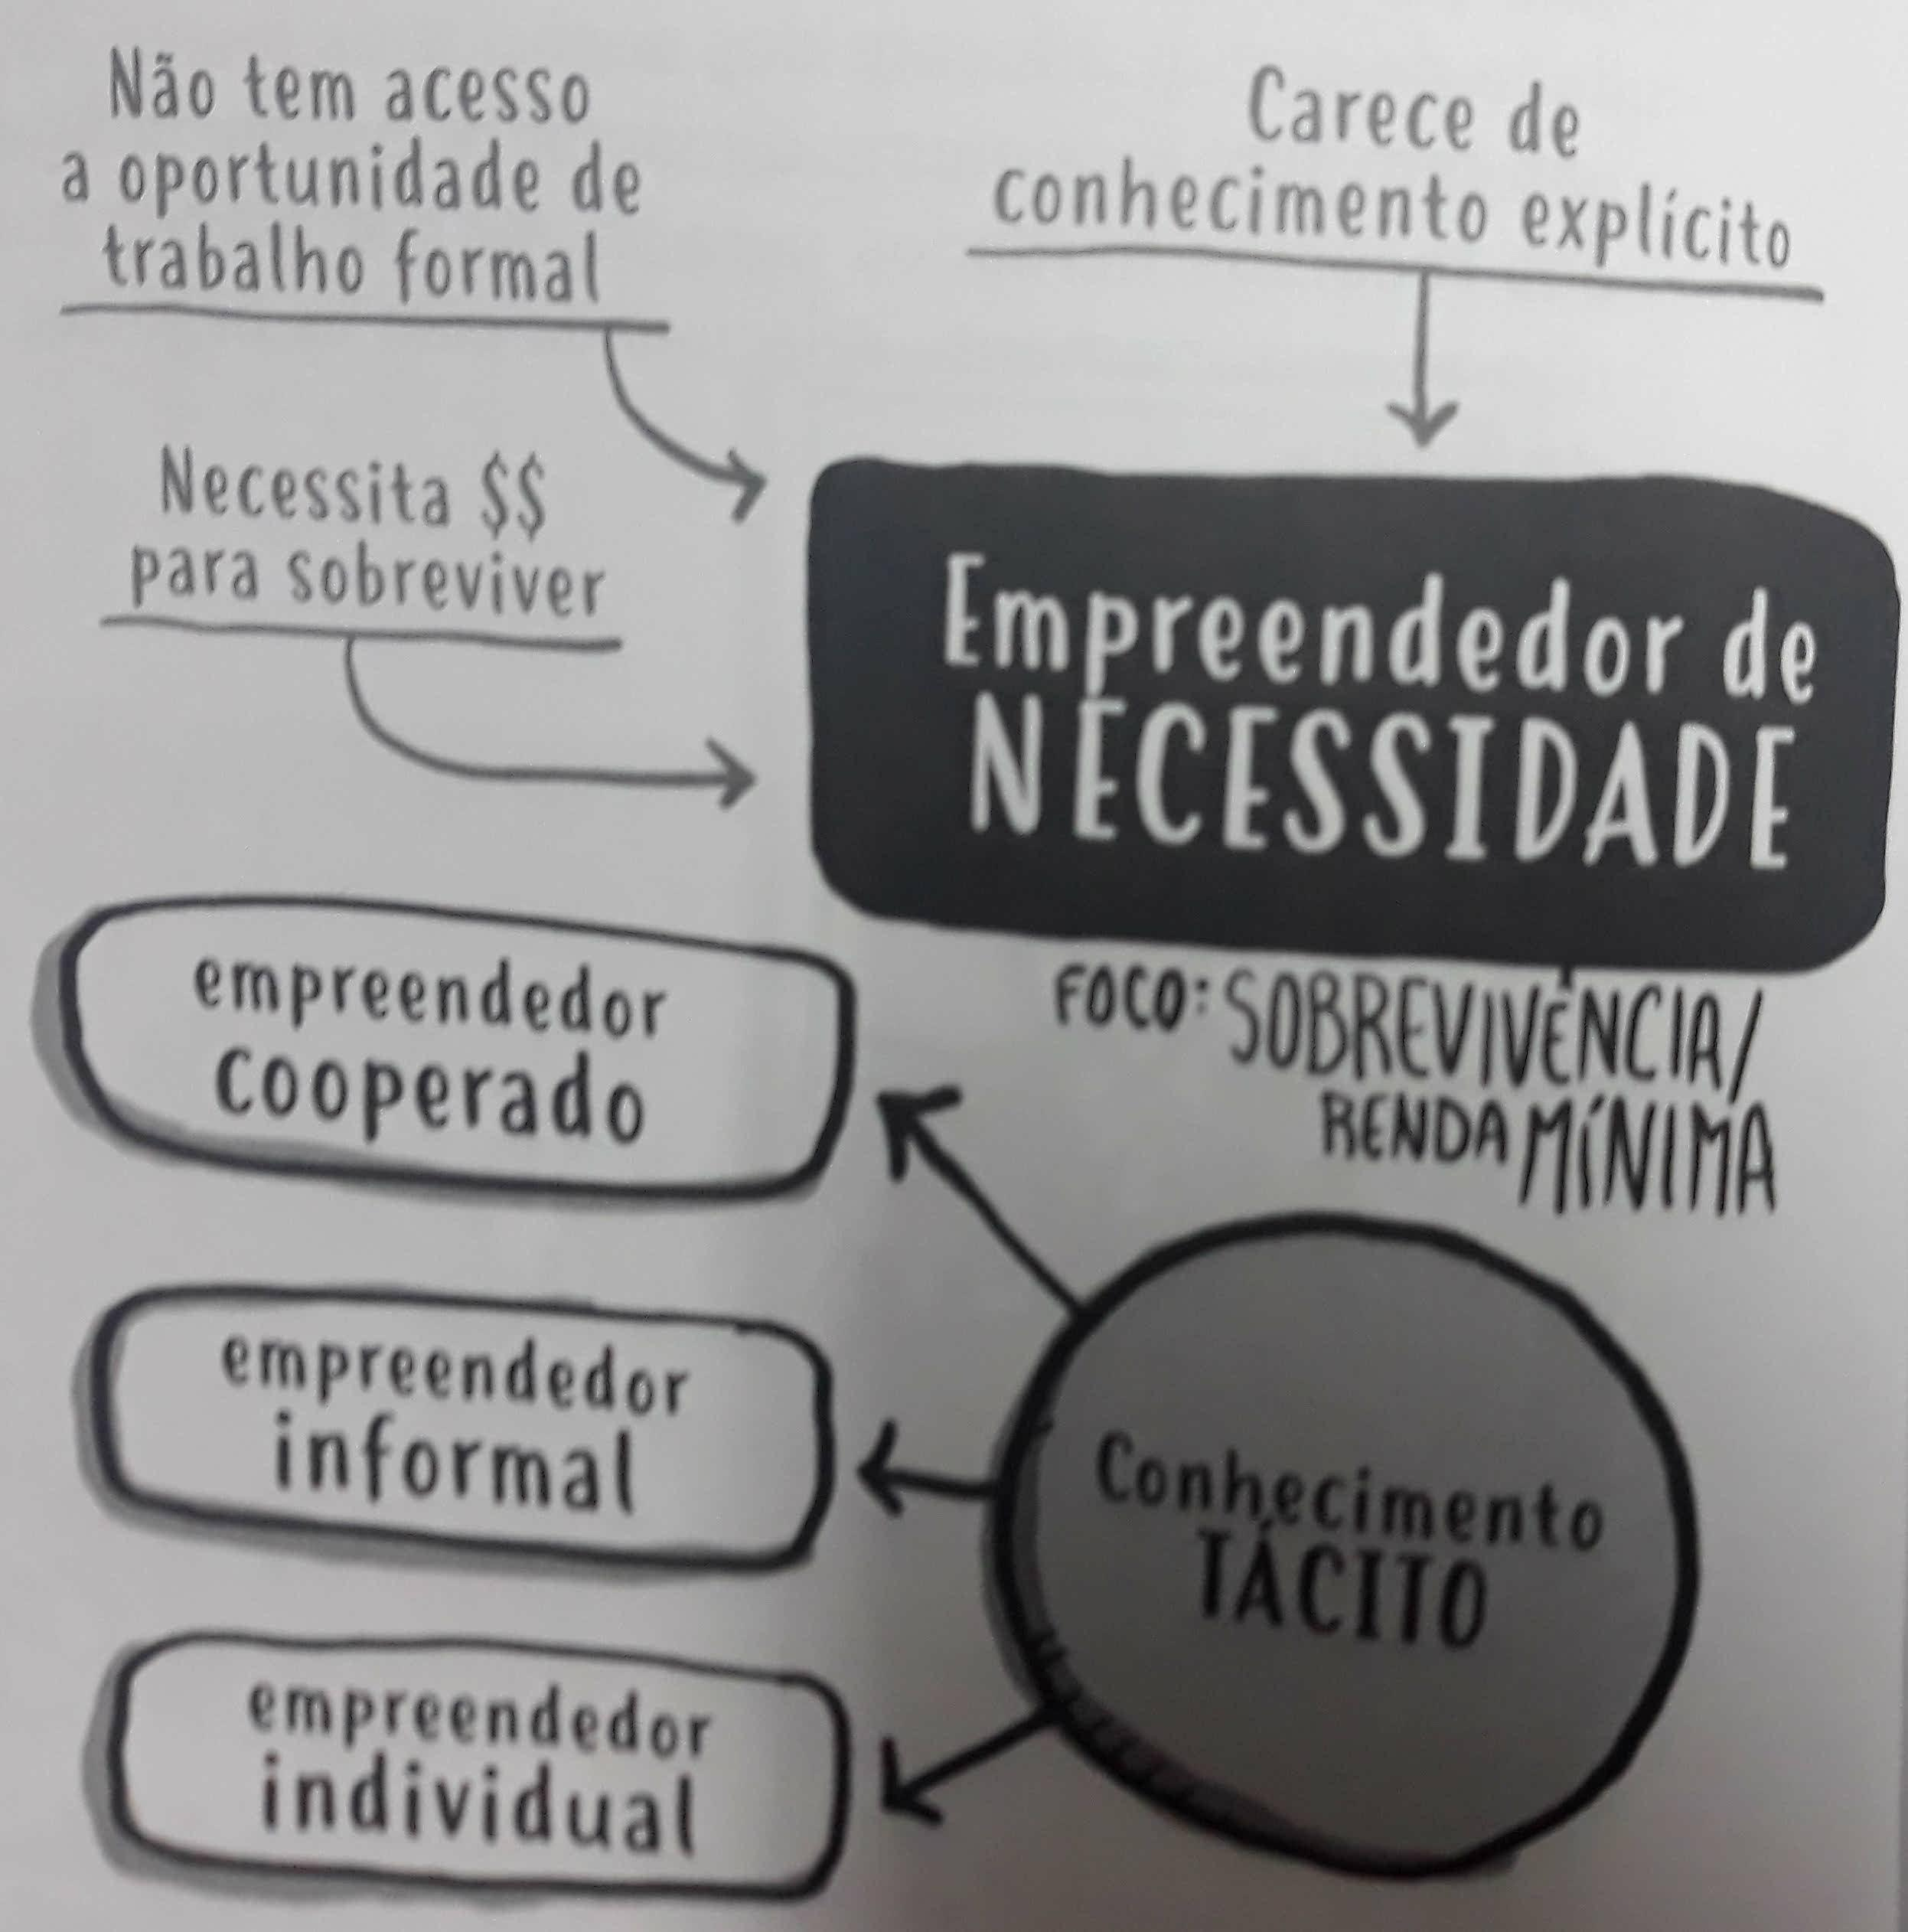 Não tem acesso
a oportunidade de
trabalho formal
Carece de
conhecimento explícito
Necessita $$
para sobreviver
Empreendedor de
NECESSIDADE
FOCO: SOBREVIVÊNCIA/
RENDA MÍNIMA
empreendedor
cooperado
empreendedor
informal
empreendedor
individual
Conhecimento
TÁCITO